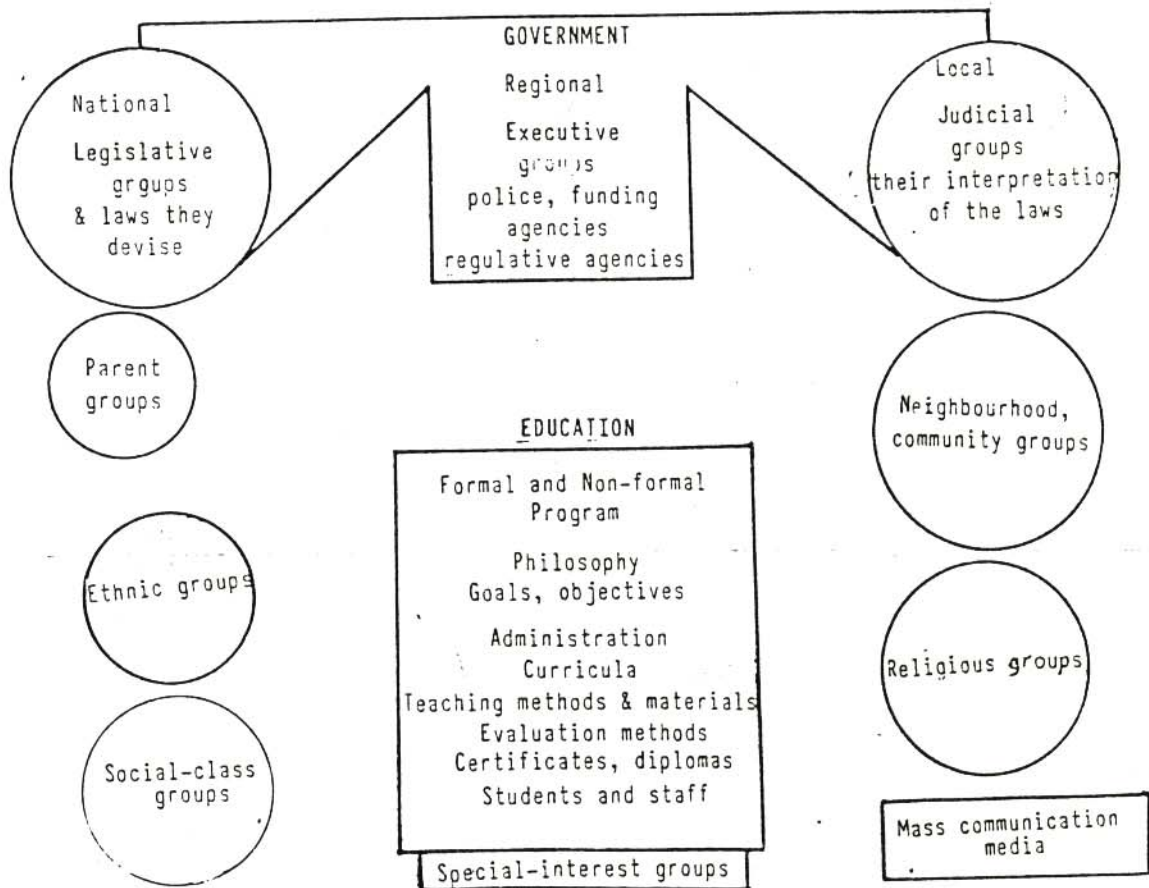 GOVERNMENT
National
Legislative
grgups
& laws they
devise
Regional
Executive
groups
police, funding
agencies
regulative agencies
Local
Judicial
groups
their interpretation
of the laws
Parent
groups
Neighbourhood,
community groups
EDUCATION
Formal and Non-formal
Program
Philosophy
Goals, objectives
Administration
Curricula
Teaching methods & materials
Evaluation methods
Certificates, diplomas
Students and staff
Ethnic groups
Religious groups
Social-class
groups
Mass communication
media
Special-interest groups